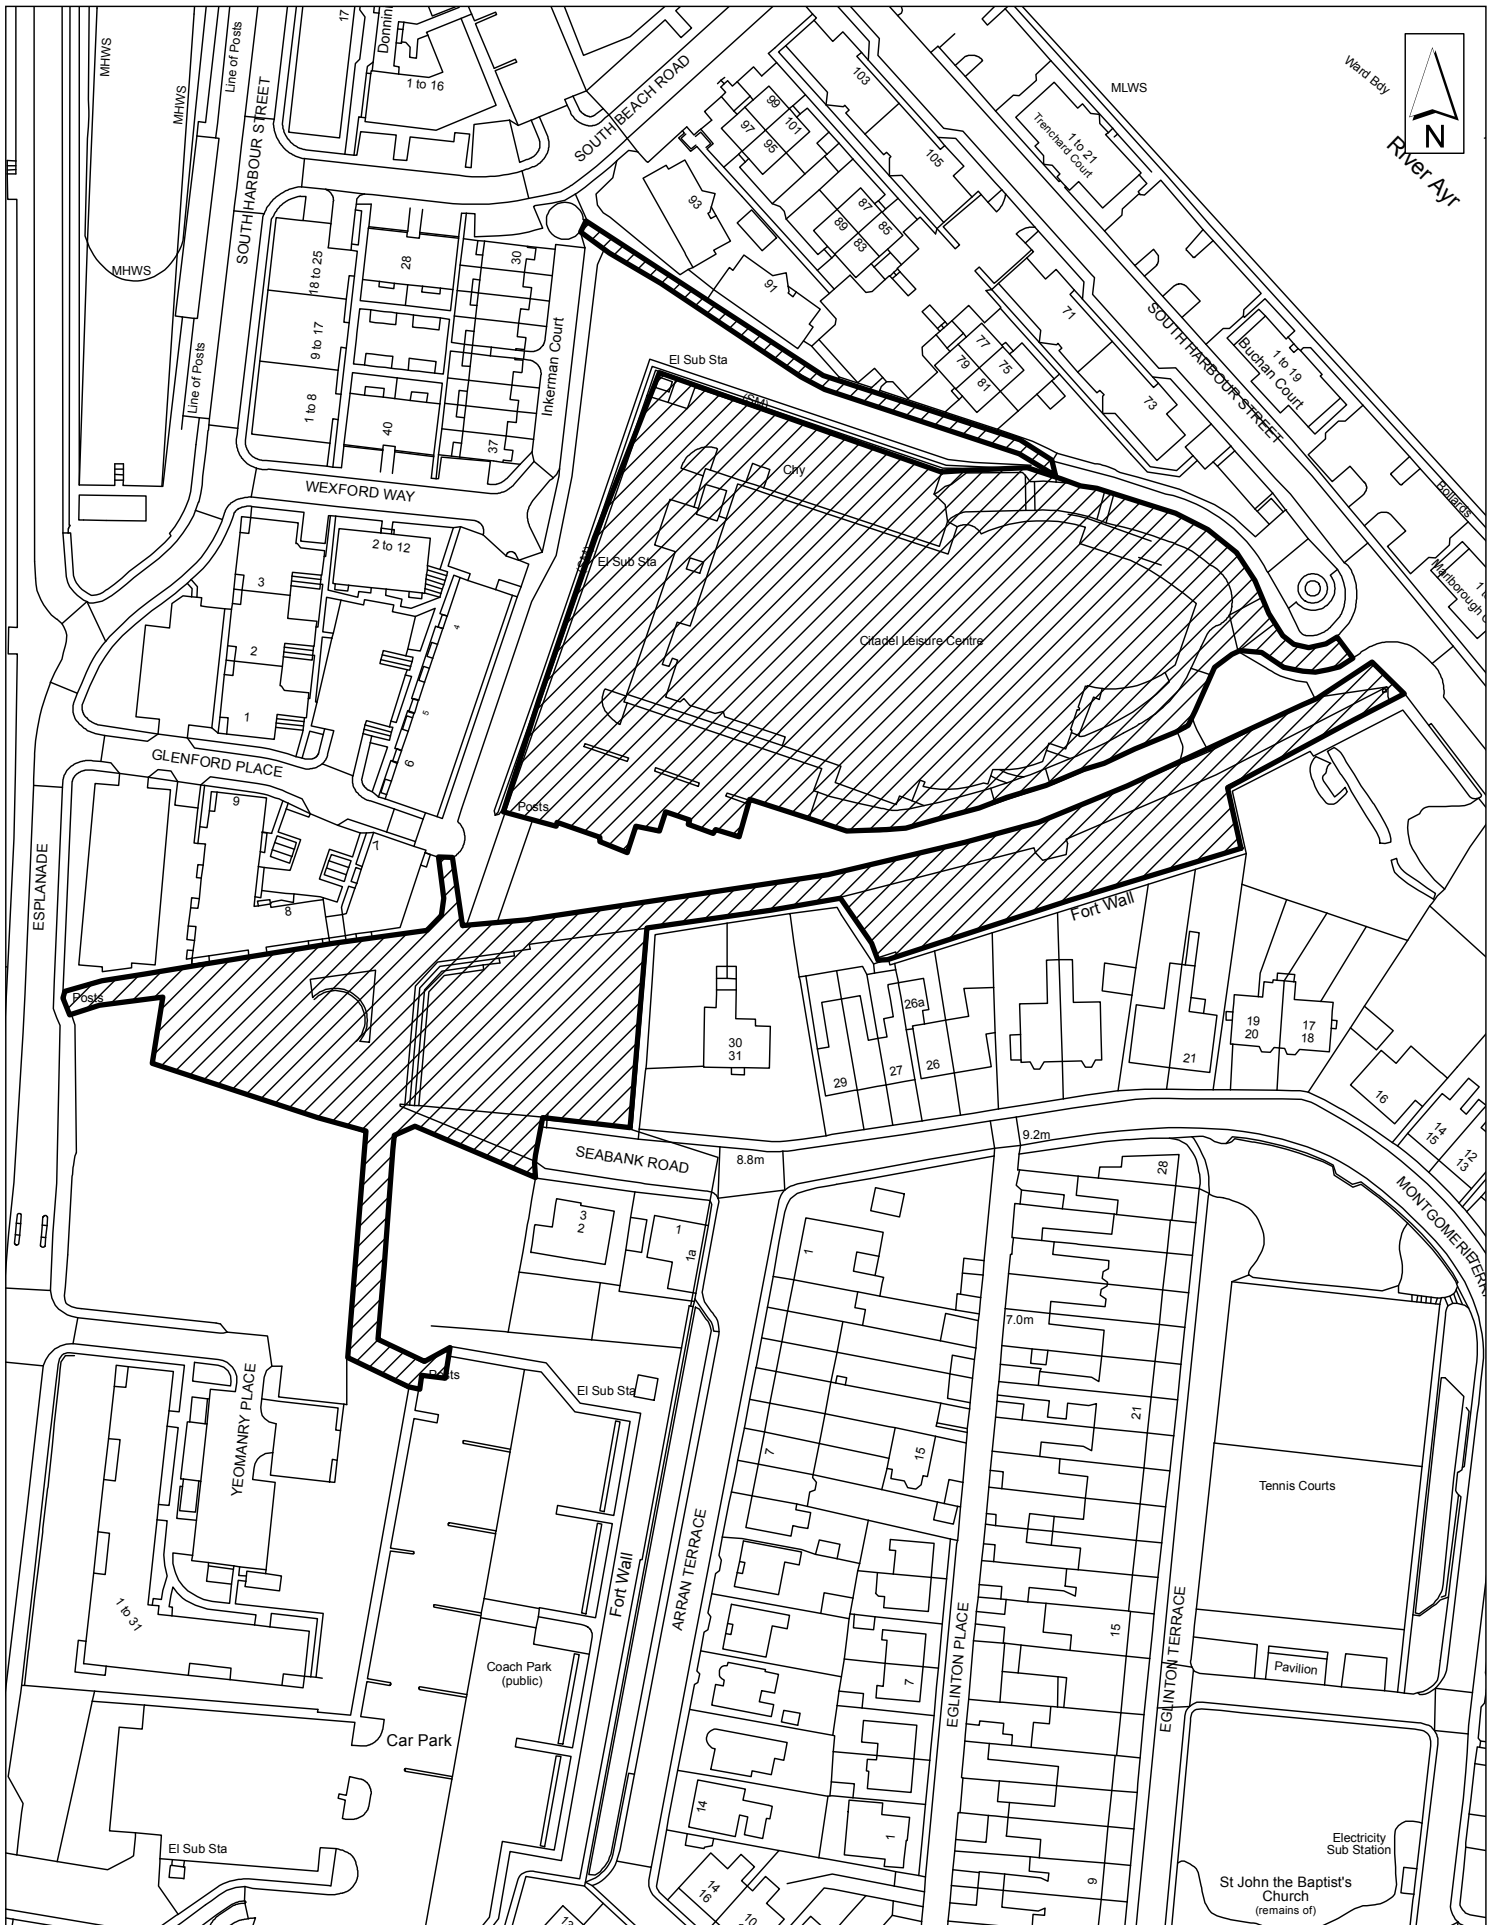 MHWS
MHWS
MHWS
Line of Posts
Line of Posts
SOUTH HARBOUR STREET
17
1 to 16
SOUTH BEACH ROAD
103
99
101
97
95
105
93
87
85
89
83
91
1 to 21
Trenchard Court
MLWS
Ward Bdy
N
River Ayr
18 to 25
28
30
9 to 17
1 to 8
40
37
Inkerman Court
El Sub Sta
77
75
79
81
71
73
SOUTH HARBOUR STREET
1 to 19
Buchan Court
Bollards
WEXFORD WAY
2 to 12
Chy
El Sub Sta
3
2
1
4
5
6
Citadel Leisure Centre
GLENFORD PLACE
Posts
9
7
8
ESPLANADE
Posts
Fort Wall
30
31
29
27
26a
26
21
19
20
17
18
16
14
15
12
13
SEABANK ROAD
8.8m
9.2m
28
3
2
1
1a
1
7.0m
YEOMANRY PLACE
El Sub Sta
7
15
21
Tennis Courts
1 to 31
Fort Wall
ARRAN TERRACE
EGLINTON PLACE
EGLINTON TERRACE
15
7
Coach Park
(public)
Pavilion
Car Park
El Sub Sta
14
1
14
16
9
Electricity
Sub Station
St John the Baptist's
Church
(remains of)